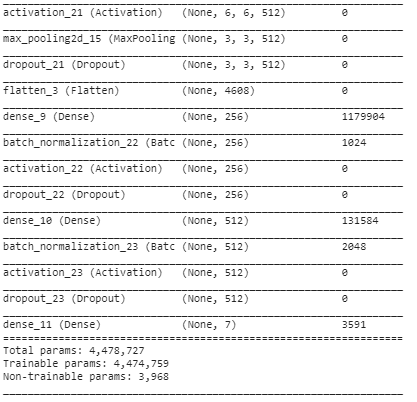 activation_21 (Activation) (None, 6, 6, 512) 0
max_pooling2d_15 (MaxPooling (None, 3, 3, 512) 0
dropout_21 (Dropout) (None, 3, 3, 512) 0
flatten_3 (Flatten) (None, 4608) 0
dense_9 (Dense) (None, 256) 1179904
batch_normalization_22 (Batc (None, 256) 1024
activation_22 (Activation) (None, 256) 0
dropout_22 (Dropout) (None, 256) 0
dense_10 (Dense) (None, 512) 131584
batch_normalization_23 (Batc (None, 512) 2048
activation_23 (Activation) (None, 512) 0
dropout_23 (Dropout) (None, 512) 0
dense_11 (Dense) (None, 7) 3591
Total params: 4,478,727
Trainable params: 4,474,759
Non-trainable params: 3,968